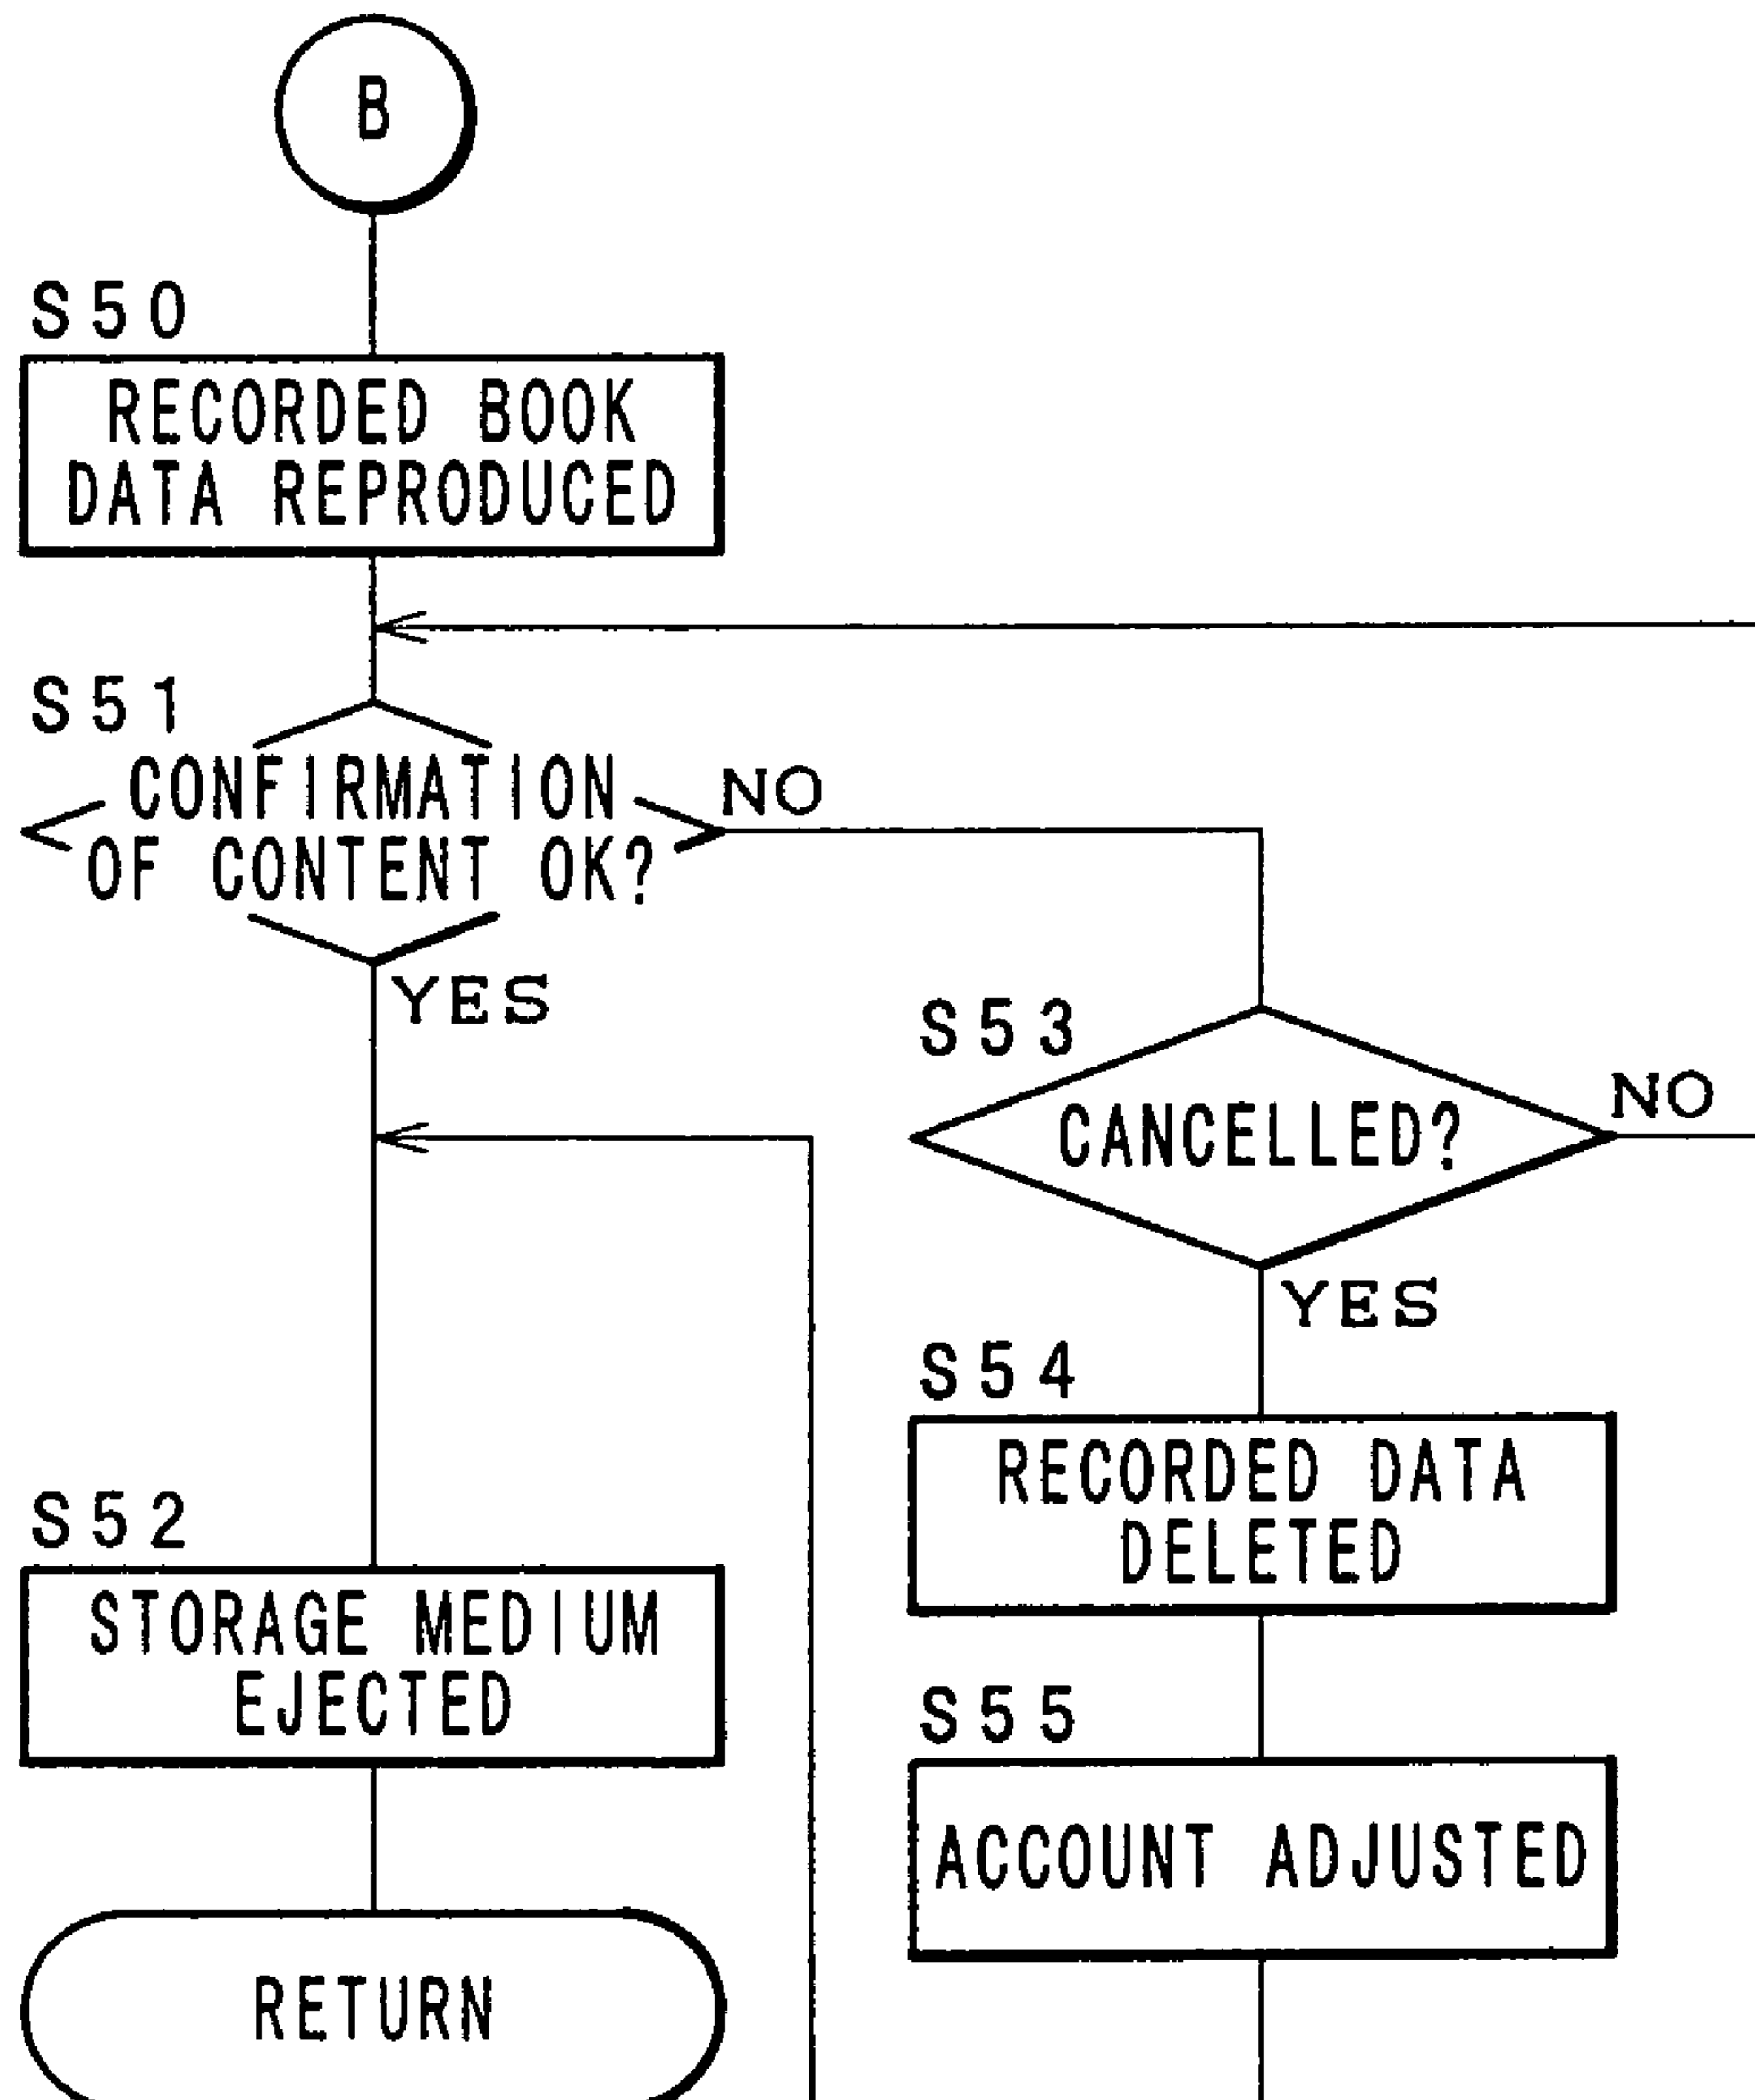 B
S50
RECORDED BOOK
DATA REPRODUCED
S51
CONFIRMATION
OF CONTENT OK?
NO
YES
S53
CANCELLED?
NO
YES
S54
RECORDED DATA
DELETED
S52
STORAGE MEDIUM
EJECTED
S55
ACCOUNT ADJUSTED
RETURN